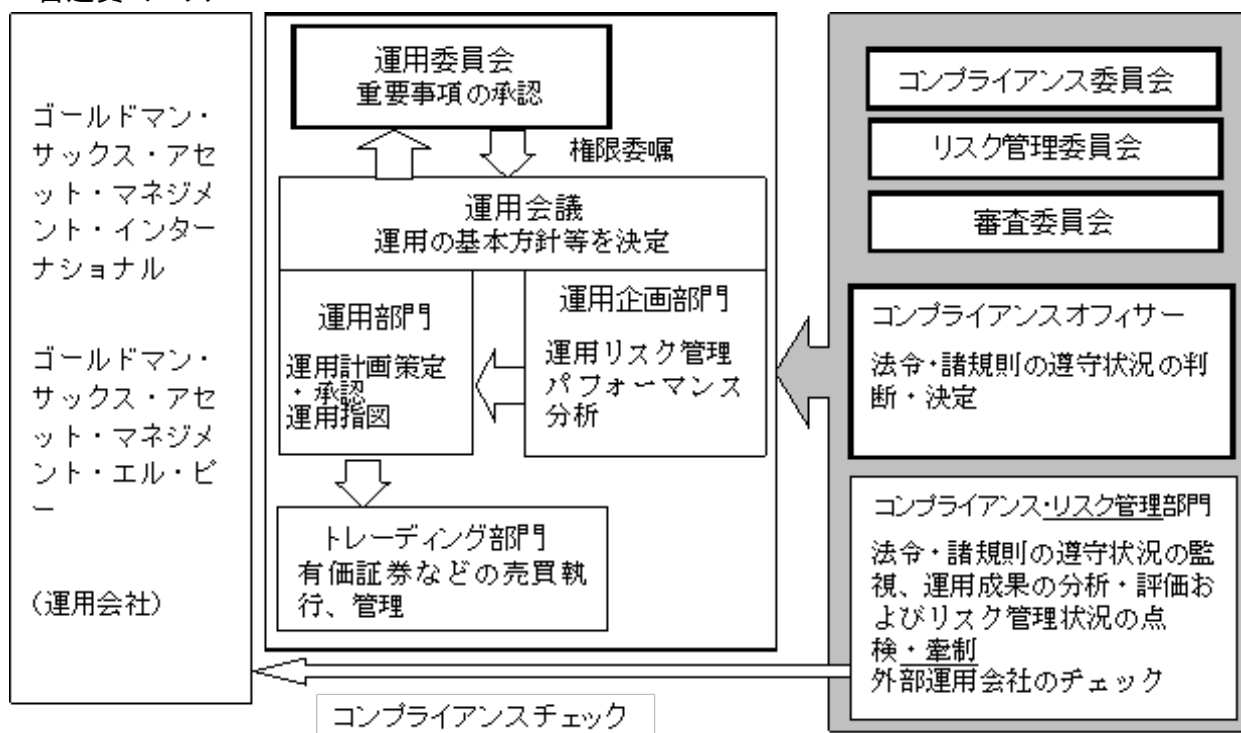 ゴールドマン・
サックス・アセ
ット・マネジメ
ント・インター
ナショナル
ゴールドマン・
サックス・アセ
ット・マネジメ
ント・エル・ピ
ー
(運用会社)
運用委員会
重要事項の承認
権限委嘱
運用会議
運用の基本方針等を決定
運用部門
運用計画策定
・承認
運用指図
運用企画部門
運用リスク管理
パフォーマンス
分析
トレーディング部門
有価証券などの売買執
行、管理
コンプライアンス委員会
リスク管理委員会
審査委員会
コンプライアンスオフィサー
法令・諸規則の遵守状況の判
断・決定
コンプライアンス・リスク管理部門
法令・諸規則の遵守状況の監
視、運用成果の分析・評価お
よびリスク管理状況の点
検・牽制
外部運用会社のチェック
コンプライアンスチェック